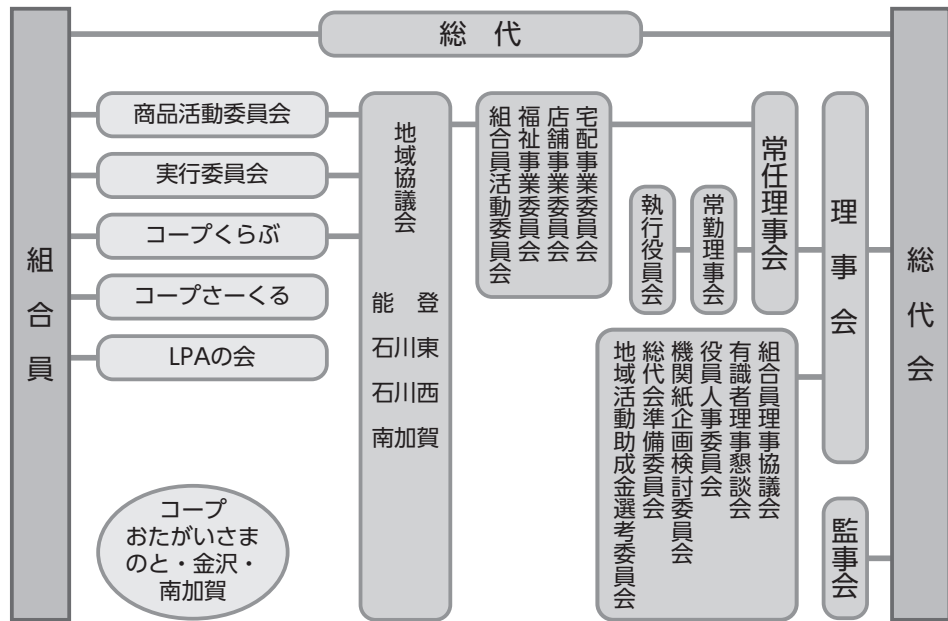 総代
組合員
商品活動委員会
実行委員会
コープくらぶ
コープさーくる
LPAの会
コープ
おたがいさま
のと・金沢・
南加賀
地域協議会
能登
石川東
石川西
南加賀
宅配事業委員会
店舗事業委員会
福祉事業委員会
組合員活動委員会
執行役員会
常勤理事会
常任理事会
理事会
組合員理事協議会
有識者理事懇談会
役員人事委員会
機関紙企画検討委員会
総代会準備委員会
地域活動助成金選考委員会
監事会
総代会